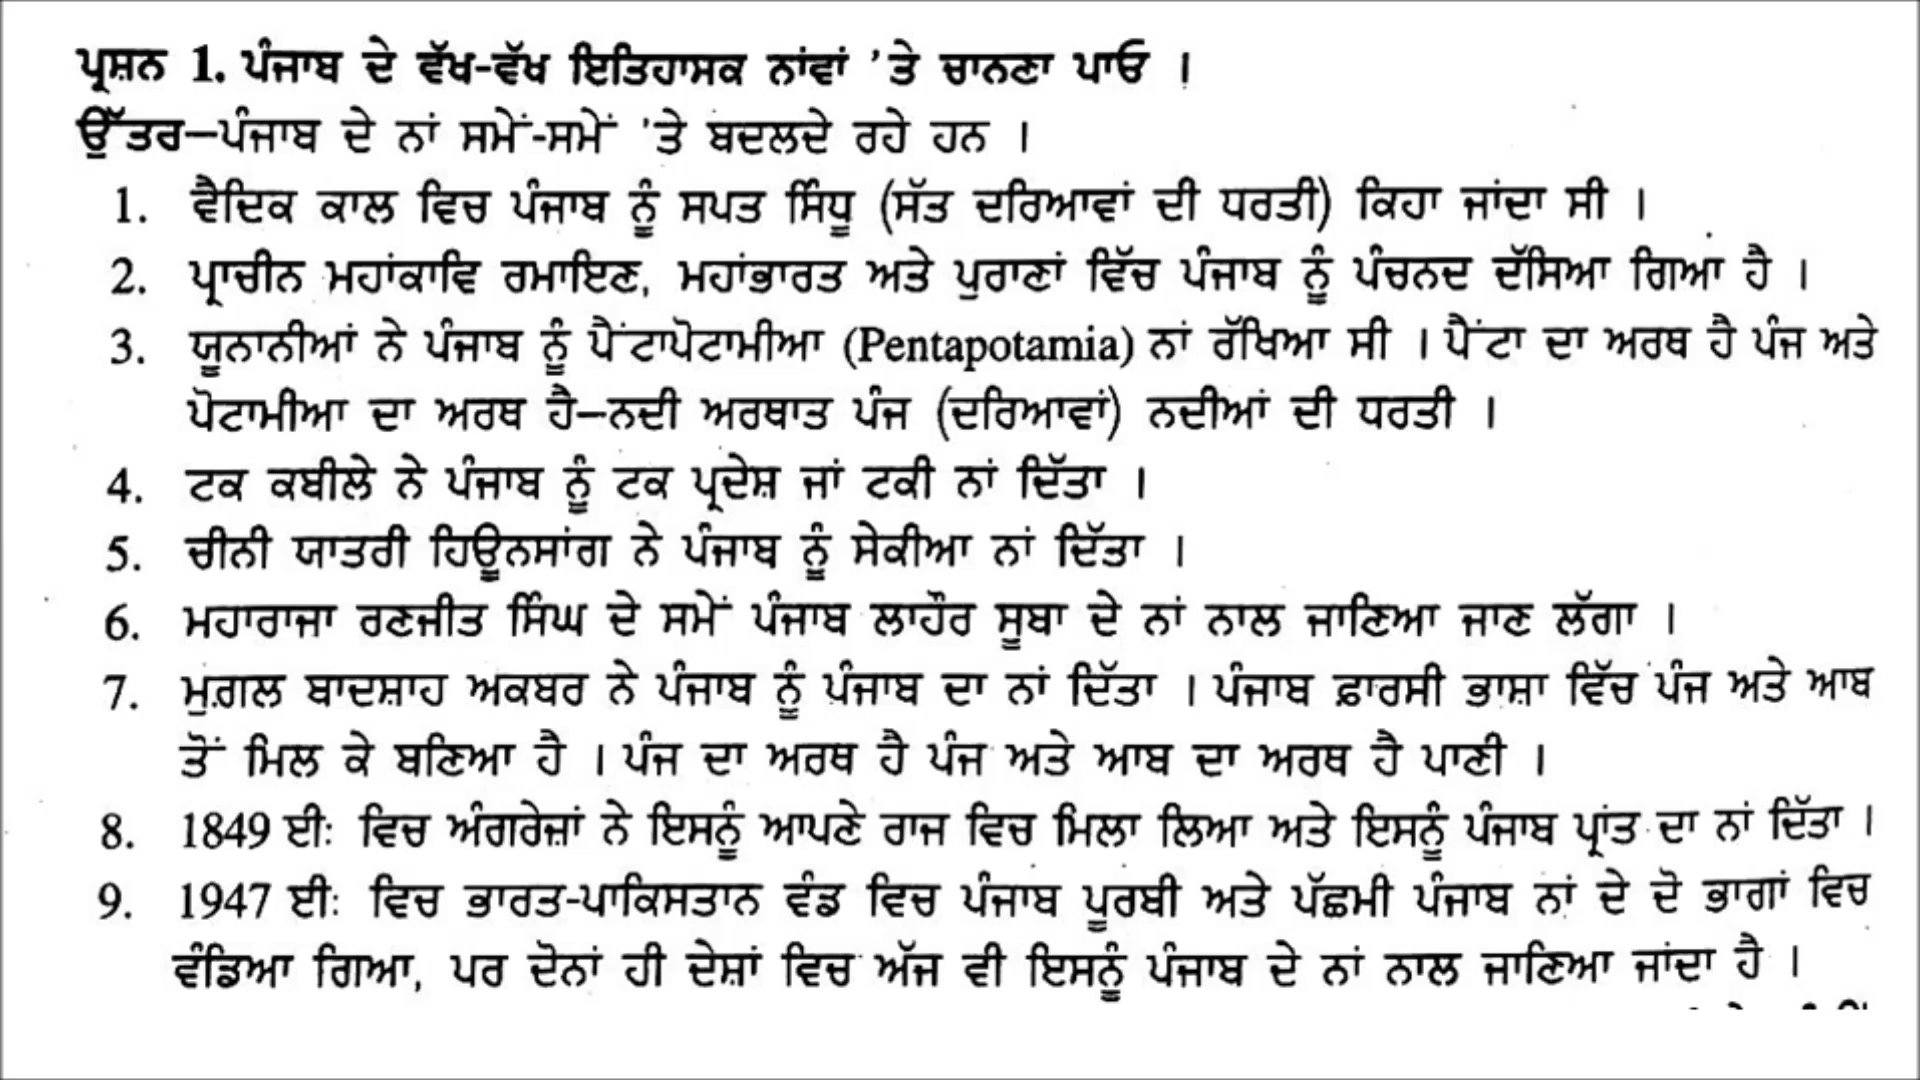 ਪ੍ਰਸ਼ਨ 1. ਪੰਜਾਬ ਦੇ ਵੱਖ-ਵੱਖ ਇਤਿਹਾਸਕ ਨਾਂਵਾਂ 'ਤੇ ਚਾਨਣਾ ਪਾਓ ।
ਉੱਤਰ–ਪੰਜਾਬ ਦੇ ਨਾਂ ਸਮੇਂ-ਸਮੇਂ 'ਤੇ ਬਦਲਦੇ ਰਹੇ ਹਨ ।
1. ਵੈਦਿਕ ਕਾਲ ਵਿਚ ਪੰਜਾਬ ਨੂੰ ਸਪਤ ਸਿੰਧੂ (ਸੱਤ ਦਰਿਆਵਾਂ ਦੀ ਧਰਤੀ) ਕਿਹਾ ਜਾਂਦਾ ਸੀ ।
2. ਪ੍ਰਾਚੀਨ ਮਹਾਂਕਾਵਿ ਰਮਾਇਣ, ਮਹਾਂਭਾਰਤ ਅਤੇ ਪੁਰਾਣਾਂ ਵਿੱਚ ਪੰਜਾਬ ਨੂੰ ਪੰਚਨਦ ਦੱਸਿਆ ਗਿਆ ਹੈ ।
3. ਯੂਨਾਨੀਆਂ ਨੇ ਪੰਜਾਬ ਨੂੰ ਪੈਂਟਾਪੋਟਾਮੀਆ (Pentapotamia) ਨਾਂ ਰੱਖਿਆ ਸੀ । ਪੈਂਟਾ ਦਾ ਅਰਥ ਹੈ ਪੰਜ ਅਤੇ
ਪੋਟਾਮੀਆ ਦਾ ਅਰਥ ਹੈ–ਨਦੀ ਅਰਥਾਤ ਪੰਜ (ਦਰਿਆਵਾਂ) ਨਦੀਆਂ ਦੀ ਧਰਤੀ ।
4. ਟਕ ਕਬੀਲੇ ਨੇ ਪੰਜਾਬ ਨੂੰ ਟਕ ਪ੍ਰਦੇਸ਼ ਜਾਂ ਟਕੀ ਨਾਂ ਦਿੱਤਾ ।
5. ਚੀਨੀ ਯਾਤਰੀ ਹਿਊਨਸਾਂਗ ਨੇ ਪੰਜਾਬ ਨੂੰ ਸੇਕੀਆ ਨਾਂ ਦਿੱਤਾ ।
6. ਮਹਾਰਾਜਾ ਰਣਜੀਤ ਸਿੰਘ ਦੇ ਸਮੇਂ ਪੰਜਾਬ ਲਾਹੌਰ ਸੂਬਾ ਦੇ ਨਾਂ ਨਾਲ ਜਾਣਿਆ ਜਾਣ ਲੱਗਾ ।
7. ਮੁਗ਼ਲ ਬਾਦਸ਼ਾਹ ਅਕਬਰ ਨੇ ਪੰਜਾਬ ਨੂੰ ਪੰਜਾਬ ਦਾ ਨਾਂ ਦਿੱਤਾ । ਪੰਜਾਬ ਫ਼ਾਰਸੀ ਭਾਸ਼ਾ ਵਿੱਚ ਪੰਜ ਅਤੇ ਆਬ
ਤੋਂ ਮਿਲ ਕੇ ਬਣਿਆ ਹੈ । ਪੰਜ ਦਾ ਅਰਥ ਹੈ ਪੰਜ ਅਤੇ ਆਬ ਦਾ ਅਰਥ ਹੈ ਪਾਣੀ ।
8. 1849 ਈ: ਵਿਚ ਅੰਗਰੇਜ਼ਾਂ ਨੇ ਇਸਨੂੰ ਆਪਣੇ ਰਾਜ ਵਿਚ ਮਿਲਾ ਲਿਆ ਅਤੇ ਇਸਨੂੰ ਪੰਜਾਬ ਪ੍ਰਾਂਤ ਦਾ ਨਾਂ ਦਿੱਤਾ ।
9. 1947 ਈ: ਵਿਚ ਭਾਰਤ-ਪਾਕਿਸਤਾਨ ਵੰਡ ਵਿਚ ਪੰਜਾਬ ਪੂਰਬੀ ਅਤੇ ਪੱਛਮੀ ਪੰਜਾਬ ਨਾਂ ਦੇ ਦੋ ਭਾਗਾਂ ਵਿਚ
ਵੰਡਿਆ ਗਿਆ, ਪਰ ਦੋਨਾਂ ਹੀ ਦੇਸ਼ਾਂ ਵਿਚ ਅੱਜ ਵੀ ਇਸਨੂੰ ਪੰਜਾਬ ਦੇ ਨਾਂ ਨਾਲ ਜਾਣਿਆ ਜਾਂਦਾ ਹੈ ।